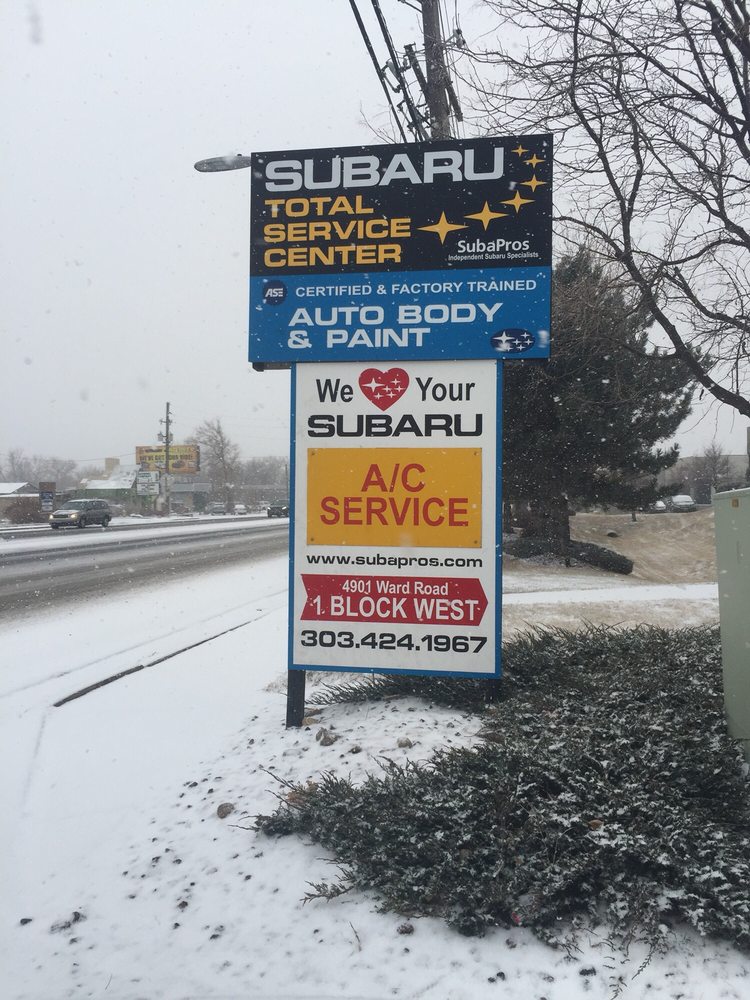 SUBARU
TOTAL
SERVICE
CENTER
SubaPros
Independent Subaru Specialists
ASE
CERTIFIED & FACTORY TRAINED
AUTO BODY
& PAINT
We Your
SUBARU
A/C
SERVICE
www.subapros.com
4901 Ward Road
1 BLOCK WEST
303.424.1967